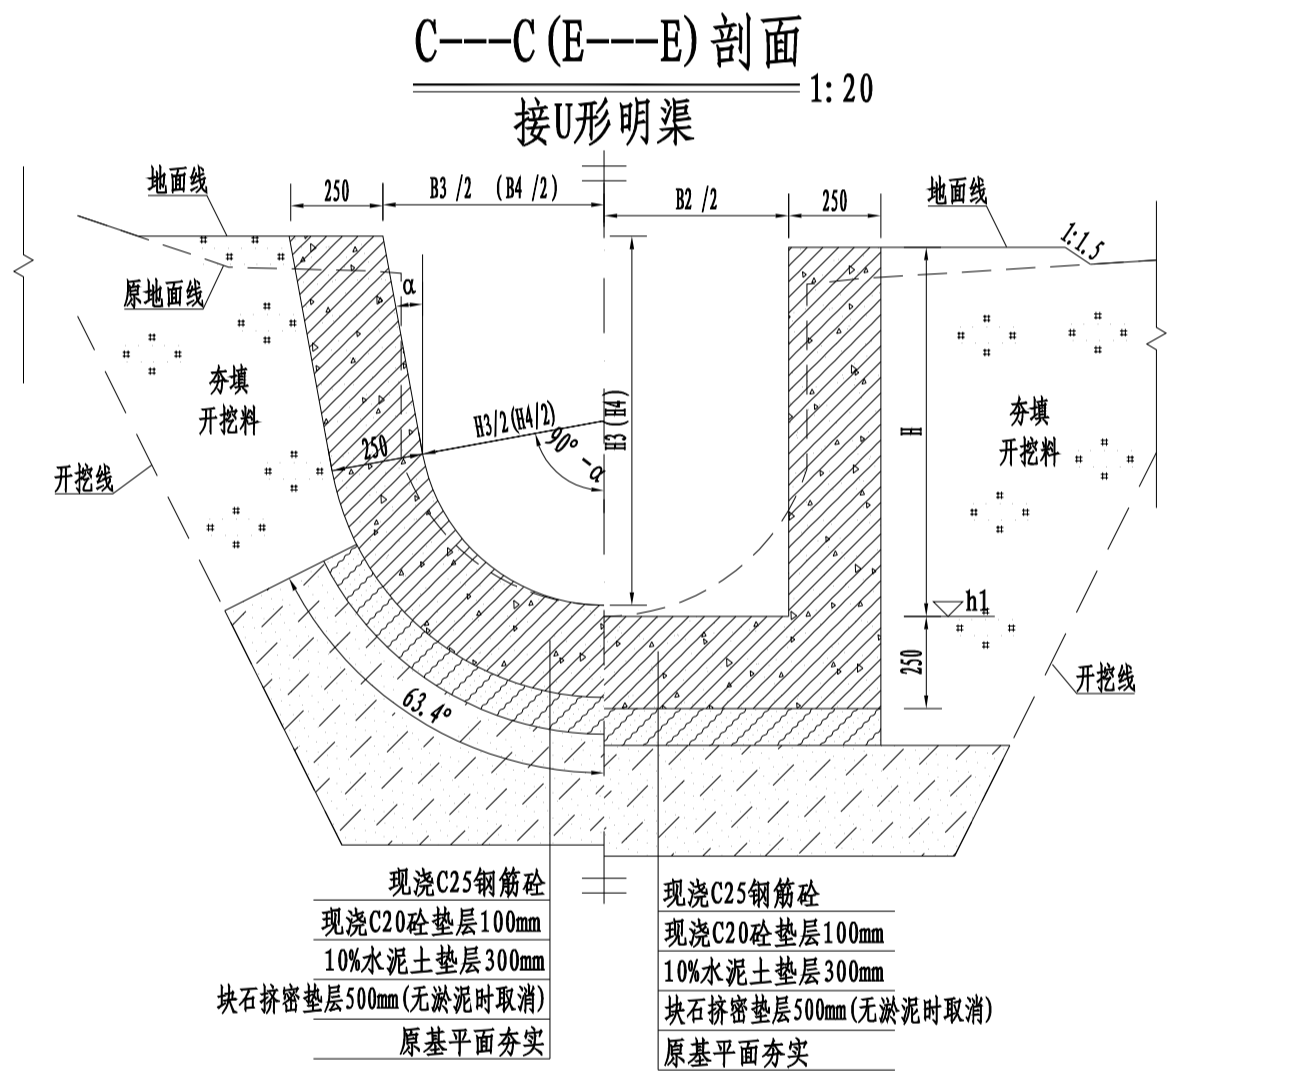 C---C(E---E)剖面
1:20
接U形明渠
地面线
250
B3 /2 (B4 /2)
B2 /2
250
地面线
1:1.5
原地面线
α
夯填
开挖料
H3/2(H4/2)
H3(H4)
90°-α
250
H
夯填
开挖料
开挖线
h1
250
开挖线
63.4°
现浇C25钢筋砼
现浇C20砼垫层100mm
10%水泥土垫层300mm
块石挤密垫层500mm(无淤泥时取消)
原基平面夯实
现浇C25钢筋砼
现浇C20砼垫层100mm
10%水泥土垫层300mm
块石挤密垫层500mm(无淤泥时取消)
原基平面夯实